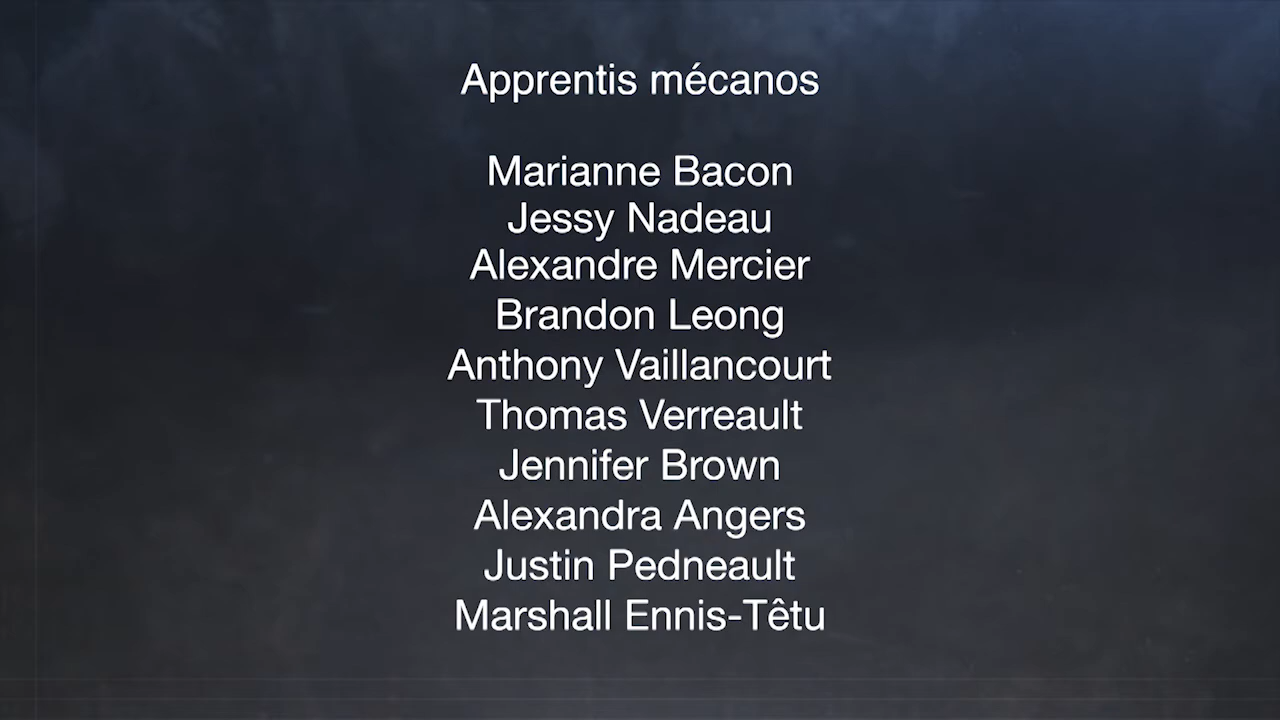 Apprentis mécanos
Marianne Bacon
Jessy Nadeau
Alexandre Mercier
Brandon Leong
Anthony Vaillancourt
Thomas Verreault
Jennifer Brown
Alexandra Angers
Justin Pedneault
Marshall Ennis-Têtu